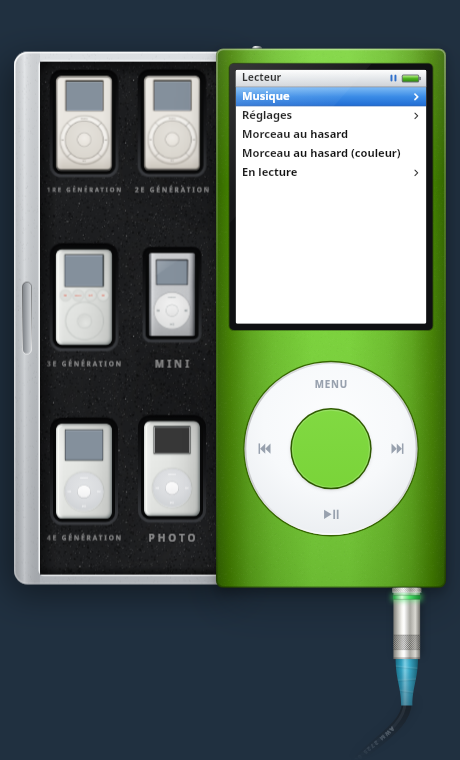 Lecteur
Musique
Réglages
Morceau au hasard
Morceau au hasard (couleur)
En lecture
MENU
1RE GÉNÉRATION
2E GÉNÉRATION
3E GÉNÉRATION
MINI
4E GÉNÉRATION
PHOTO